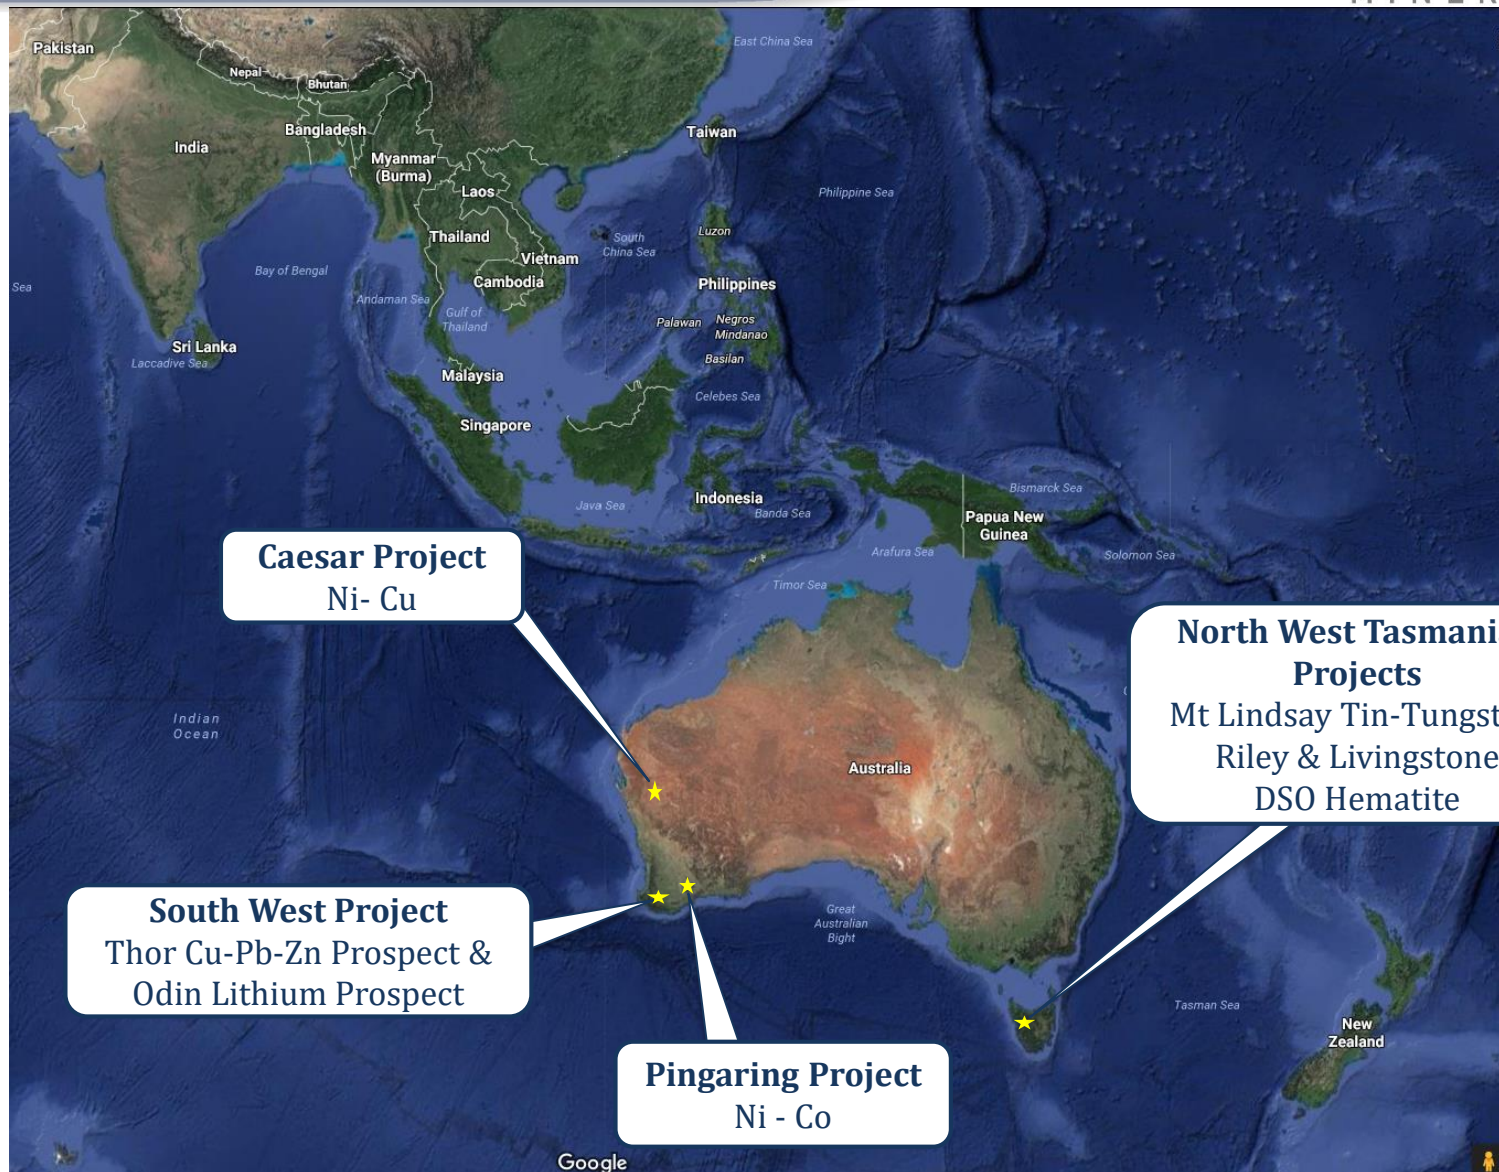 East China Sea
Pakistan
Nepal
Bhutan
Bangladesh
Taiwan
India
Myanmar
(Burma)
Laos
Philippine Sea
Luzon
Thailand
South
China Sea
Vietnam
Bay of Bengal
Cambodia
Philippines
Sea
Andaman Sea
Gulf of
Thailand
Palawan
Negros
Mindanao
Sri Lanka
Basilan
Laccadive Sea
Malaysia
Celebes Sea
Singapore
Bismarck Sea
Indonesia
Java Sea
Banda Sea
Papua New
Guinea
Arafura Sea
Solomon Sea
Timor Sea
Caesar Project
Ni- Cu
North West Tasmani
Projects
Mt Lindsay Tin-Tungst
Riley & Livingstone
DSO Hematite
Indian
Ocean
Australia
South West Project
Thor Cu-Pb-Zn Prospect &
Odin Lithium Prospect
Great
Australian
Bight
Tasman Sea
New
Zealand
Pingaring Project
Ni - Co
Google